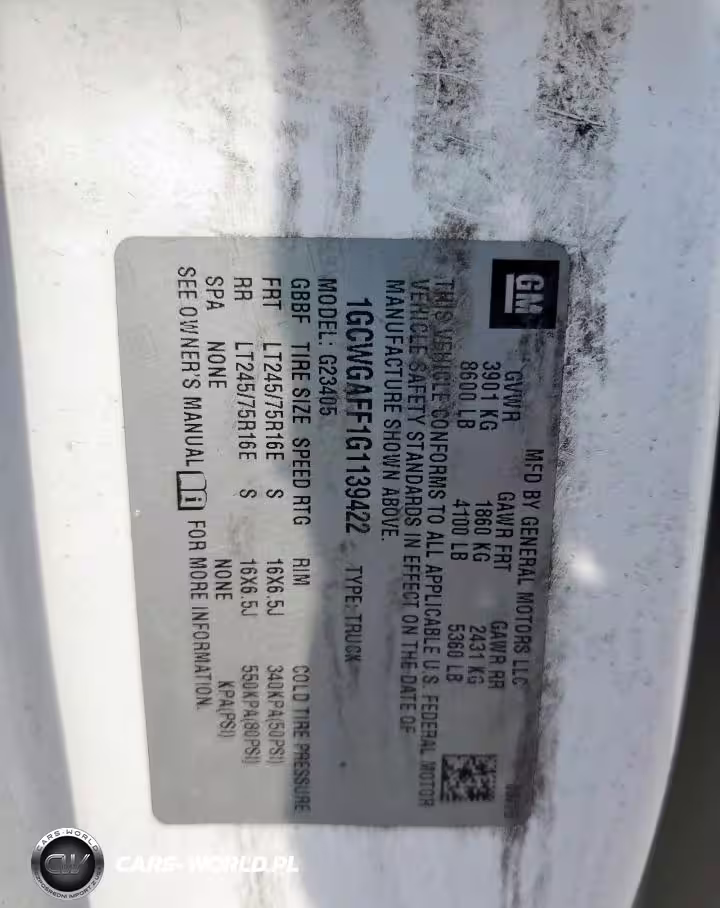 GM
MFD BY GENERAL MOTORS LLC
GVWR GAWR FRT GAWR RR
3901 KG 1860 KG 2431 KG
8600 LB 4100 LB 5360 LB
THIS VEHICLE CONFORMS TO ALL APPLICABLE U.S. FEDERAL MOTOR
VEHICLE SAFETY STANDARDS IN EFFECT ON THE DATE OF
MANUFACTURE SHOWN ABOVE.
1GCWGAFF1G1139422 TYPE: TRUCK
MODEL: G23405
GBBF TIRE SIZE SPEED RTG RIM COLD TIRE PRESSURE
FRT LT245/75R16E S 16X6.5J 340KPA(50PSI)
RR LT245/75R16E S 16X6.5J 550KPA(80PSI)
SPA NONE NONE KPA(PSI)
SEE OWNER'S MANUAL i FOR MORE INFORMATION.
CARS-WORLD
CW
CARS-WORLD.PL